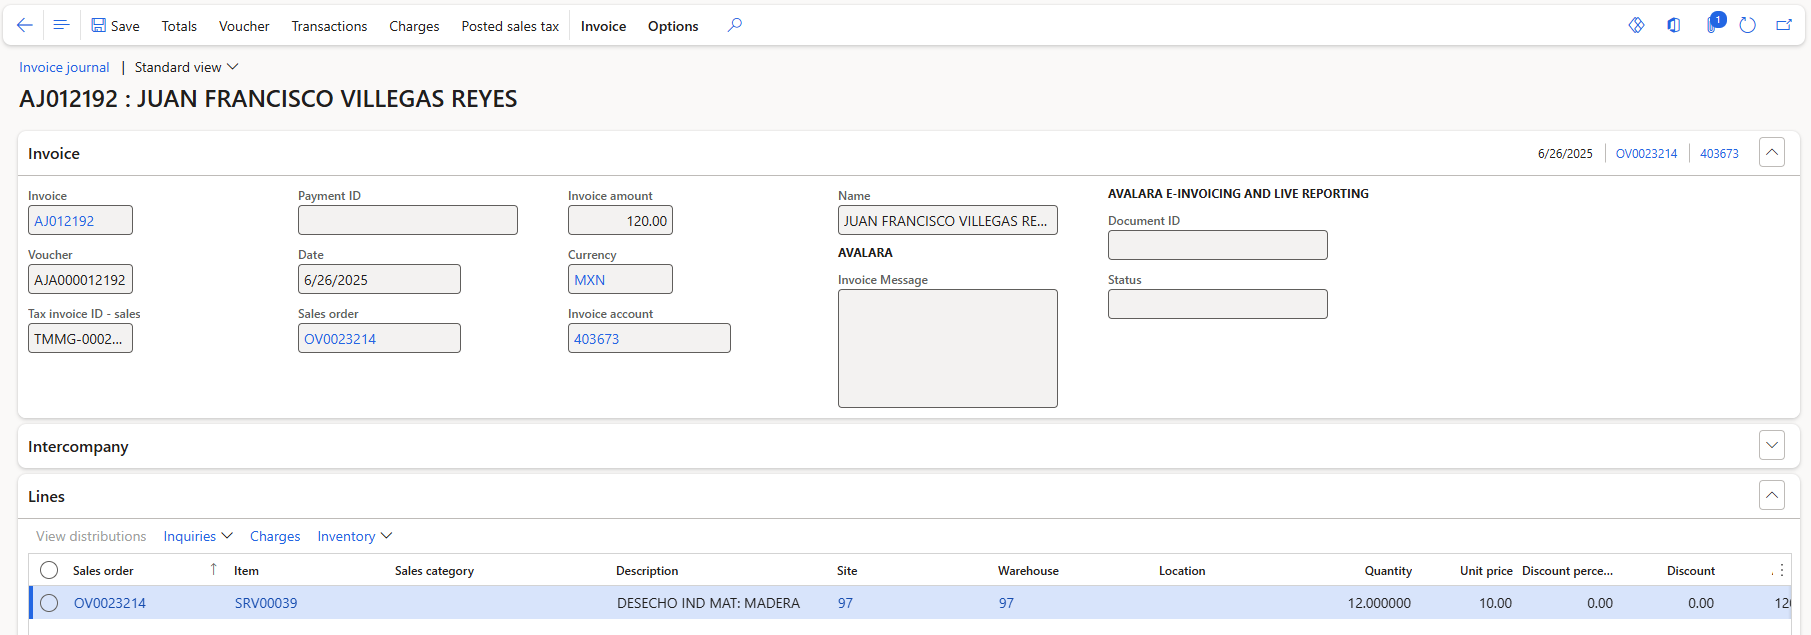 Save Totals Voucher Transactions Charges Posted sales tax Invoice Options 1
Invoice journal | Standard view
AJ012192 : JUAN FRANCISCO VILLEGAS REYES
Invoice 6/26/2025 OV0023214 403673
Invoice Payment ID Invoice amount Name AVALARA E-INVOICING AND LIVE REPORTING
AJ012192 120.00 JUAN FRANCISCO VILLEGAS RE... Document ID
Voucher Date Currency AVALARA
AJA000012192 6/26/2025 MXN Invoice Message Status
Tax invoice ID - sales Sales order Invoice account
TMMG-0002... OV0023214 403673
Intercompany
Lines
View distributions Inquiries Charges Inventory
Sales order Item Sales category Description Site Warehouse Location Quantity Unit price Discount perce... Discount
OV0023214 SRV00039 DESECHO IND MAT: MADERA 97 97 12.000000 10.00 0.00 0.00